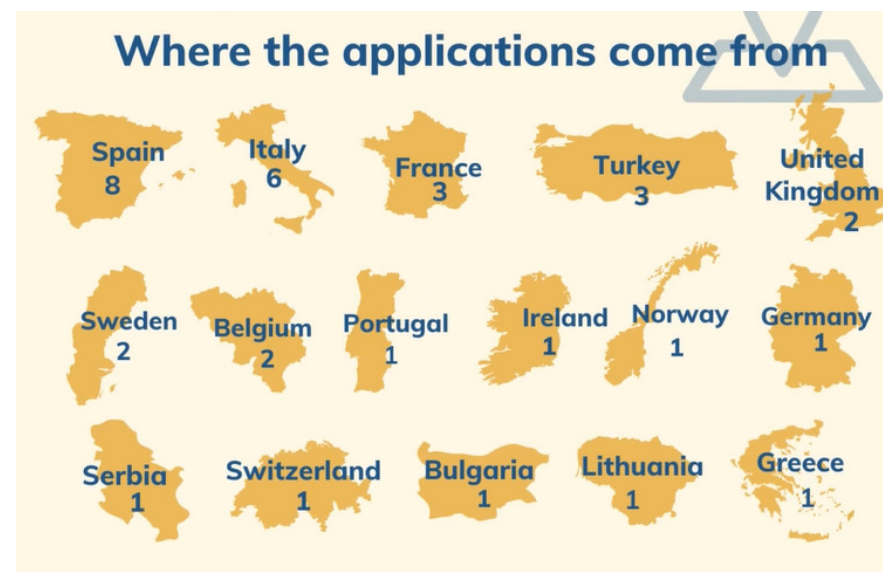 Where the applications come from
Spain
8
Italy
6
France
3
Turkey
3
United
Kingdom
2
Sweden
2
Belgium
2
Portugal
1
Ireland
1
Norway
1
Germany
1
Serbia
1
Switzerland
1
Bulgaria
1
Lithuania
1
Greece
1